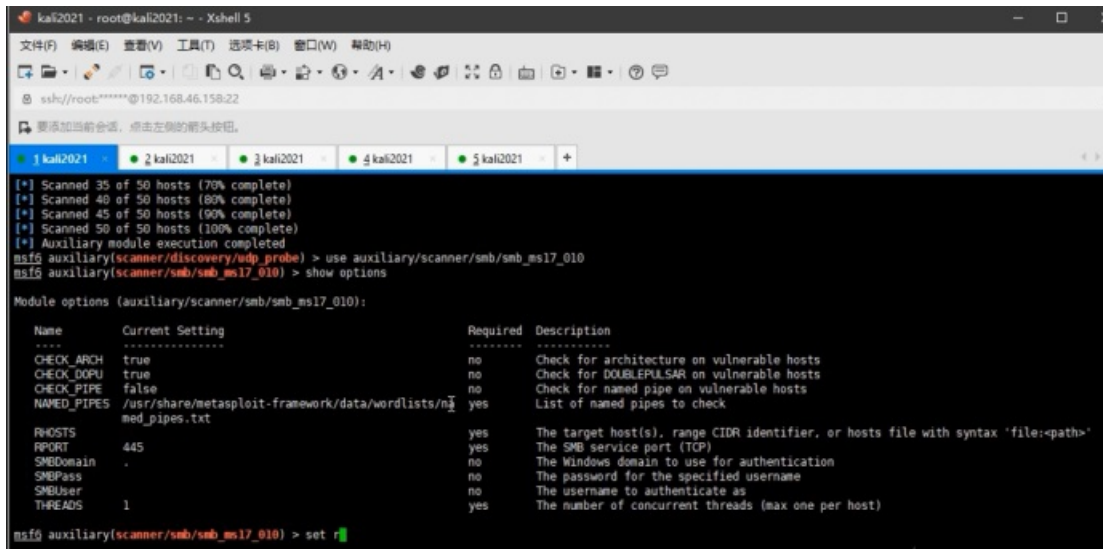 kali2021 - root@kali2021: ~ - Xshell 5
文件(F) 编辑(E) 查看(V) 工具(T) 选项卡(B) 窗口(W) 帮助(H)
ssh://root:******@192.168.46.158:22
要添加当前会话，点击左侧的箭头按钮。
1 kali2021 × 2 kali2021 × 3 kali2021 × 4 kali2021 × 5 kali2021 × +
[*] Scanned 35 of 50 hosts (70% complete)
[*] Scanned 40 of 50 hosts (80% complete)
[*] Scanned 45 of 50 hosts (90% complete)
[*] Scanned 50 of 50 hosts (100% complete)
[*] Auxiliary module execution completed
msf6 auxiliary(scanner/discovery/udp_probe) > use auxiliary/scanner/smb/smb_ms17_010
msf6 auxiliary(scanner/smb/smb_ms17_010) > show options
Module options (auxiliary/scanner/smb/smb_ms17_010):
Name Current Setting Required Description
---- --------------- -------- -----------
CHECK_ARCH true no Check for architecture on vulnerable hosts
CHECK_DOPU true no Check for DOUBLEPULSAR on vulnerable hosts
CHECK_PIPE false no Check for named pipe on vulnerable hosts
NAMED_PIPES /usr/share/metasploit-framework/data/wordlists/na yes List of named pipes to check
med_pipes.txt
RHOSTS yes The target host(s), range CIDR identifier, or hosts file with syntax 'file:<path>'
RPORT 445 yes The SMB service port (TCP)
SMBDomain . no The Windows domain to use for authentication
SMBPass no The password for the specified username
SMBUser no The username to authenticate as
THREADS 1 yes The number of concurrent threads (max one per host)
msf6 auxiliary(scanner/smb/smb_ms17_010) > set r